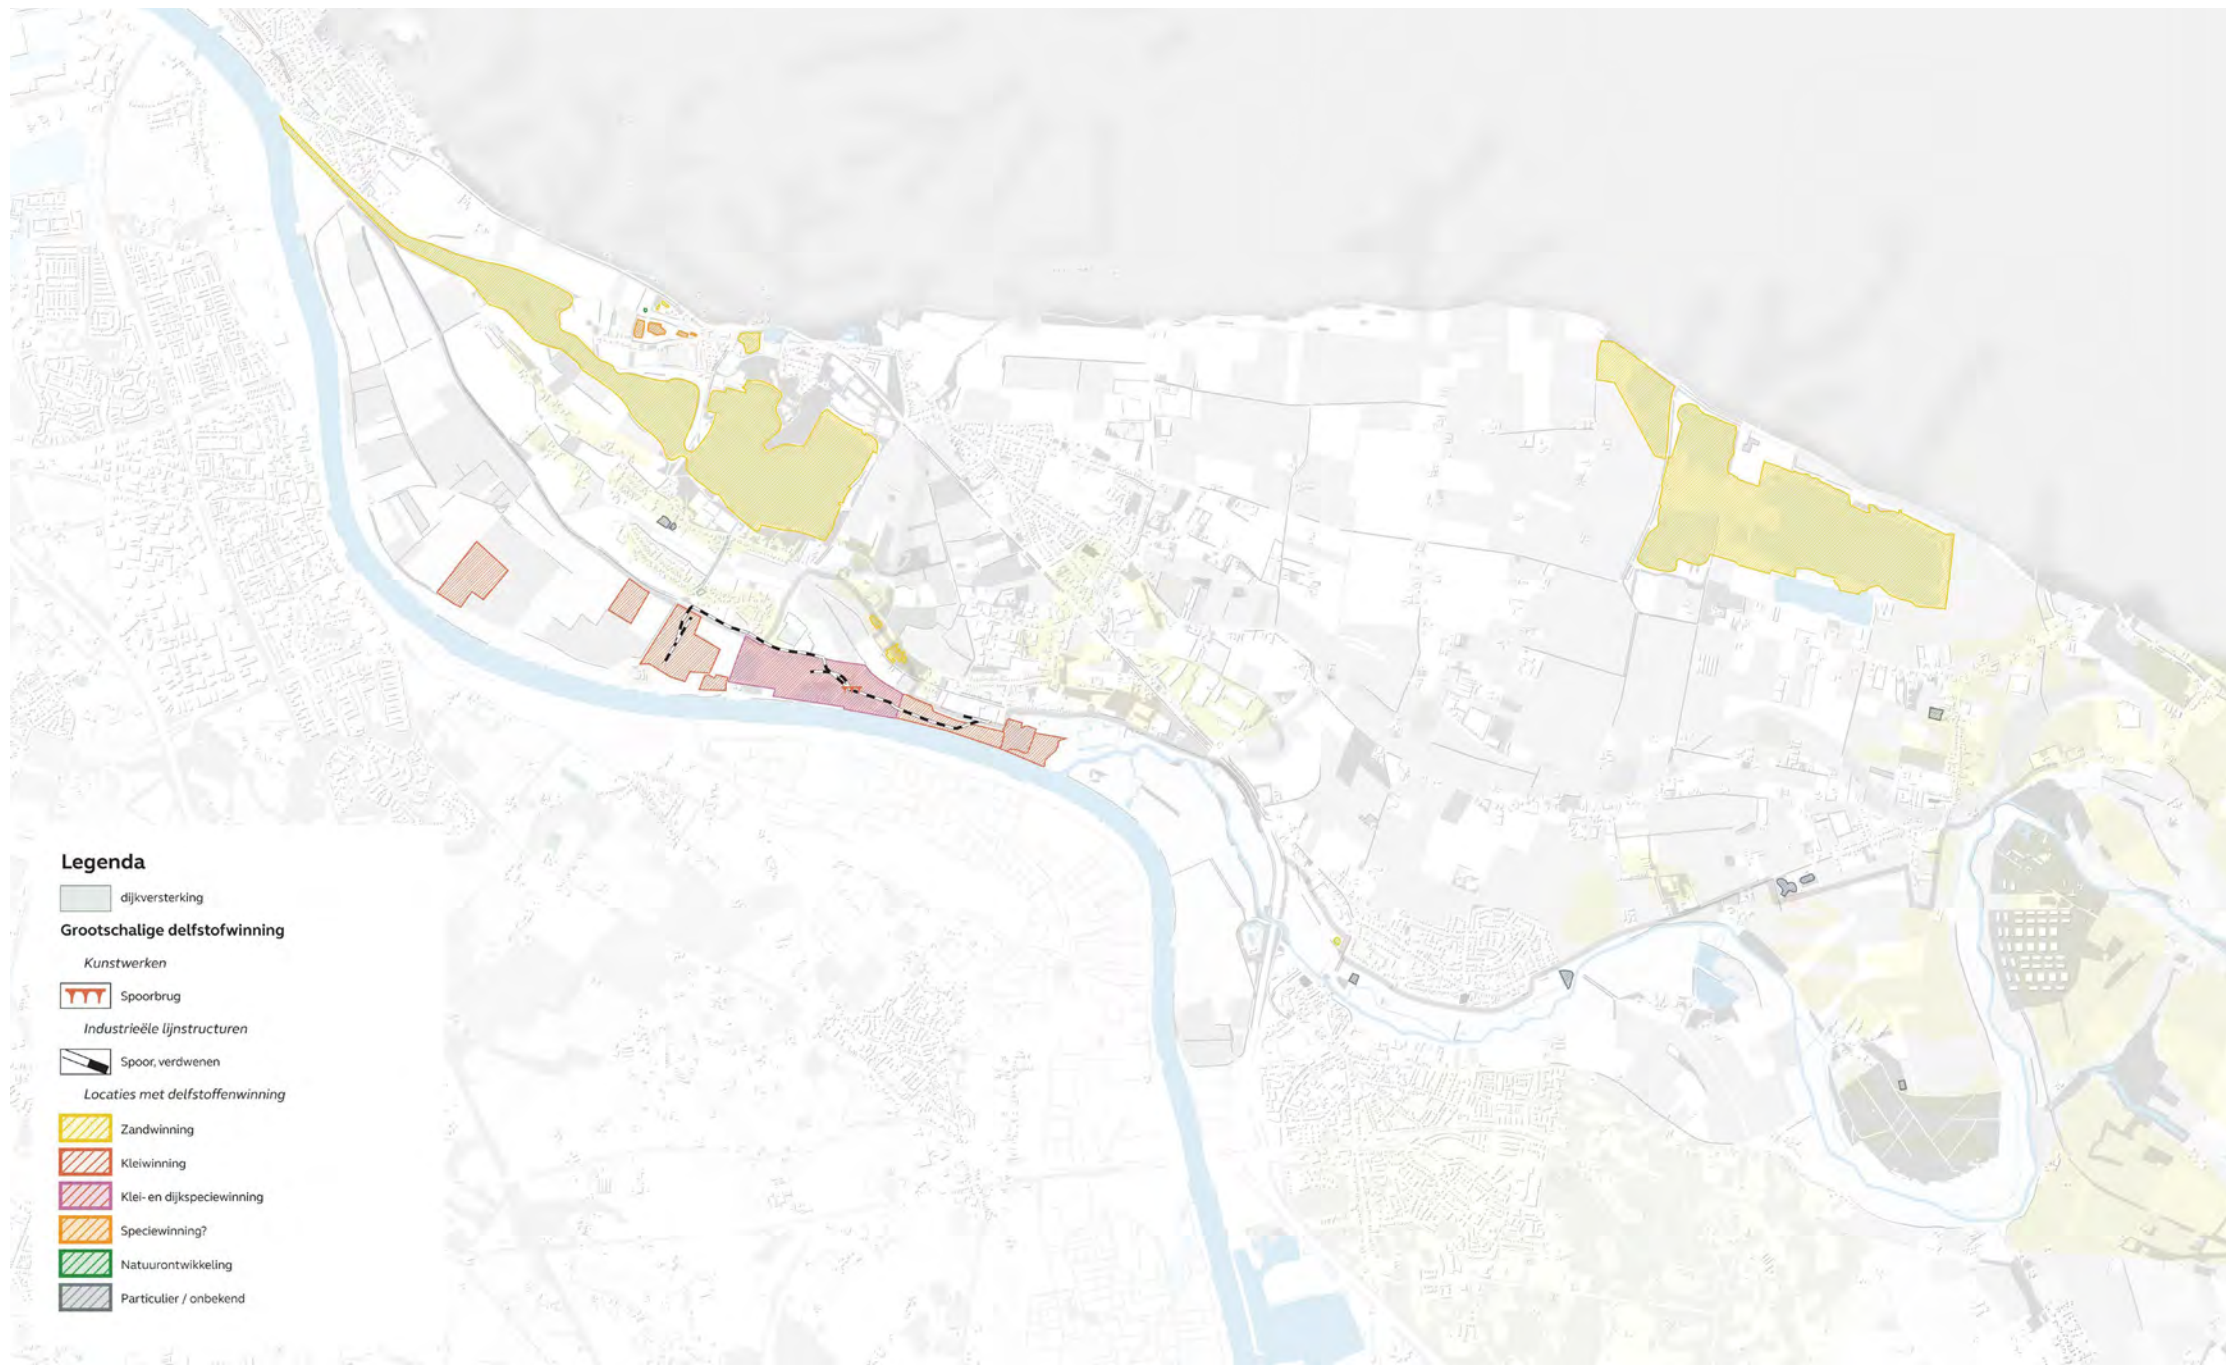 Legenda
dijkversterking
Grootschalige delfstofwinning
Kunstwerken
Spoorbrug
Industrieële lijnstructuren
Spoor, verdwenen
Locaties met delfstoffenwinning
Zandwinning
Kleiwinning
Klei- en dijkspeciewinning
Speciewinning?
Natuurontwikkeling
Particulier / onbekend